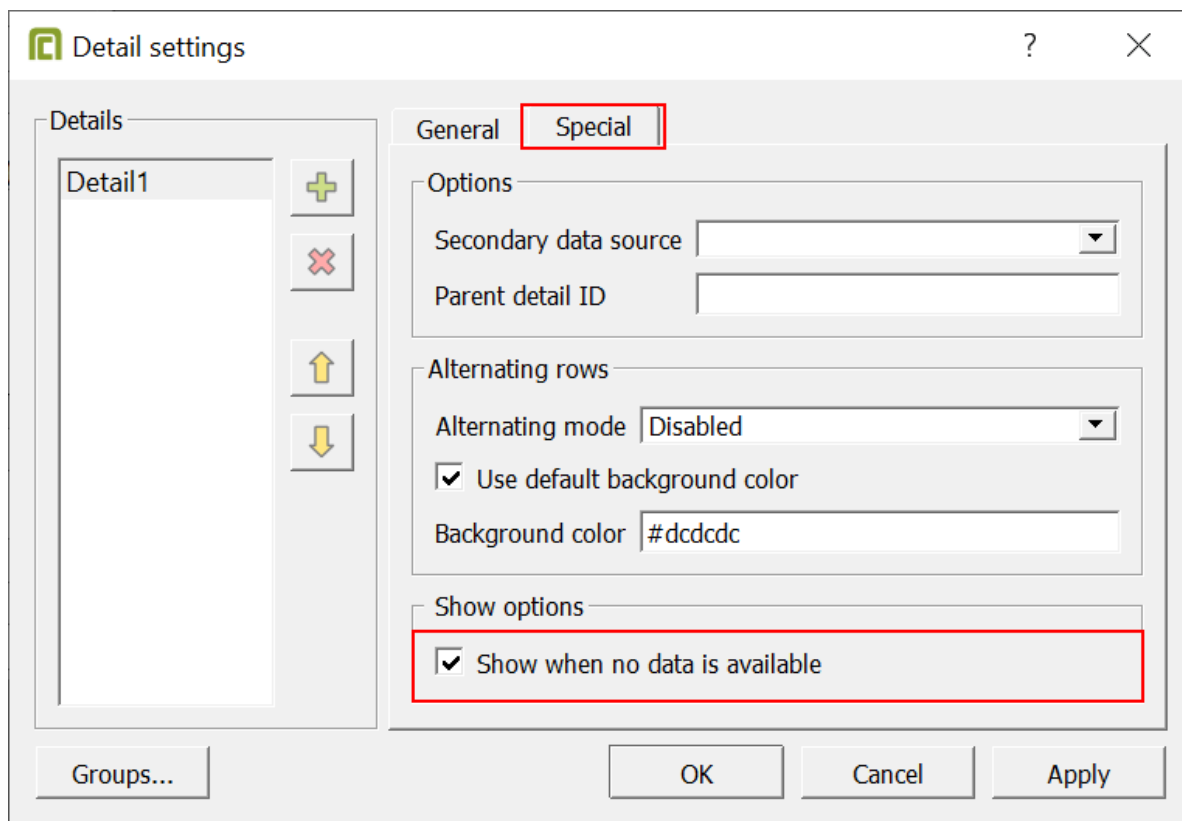 Detail settings
?
Details
Detail1
General
Special
Options
Secondary data source
Parent detail ID
Alternating rows
Alternating mode
Disabled
Use default background color
Background color
#dcdcdc
Show options
Show when no data is available
Groups...
OK
Cancel
Apply